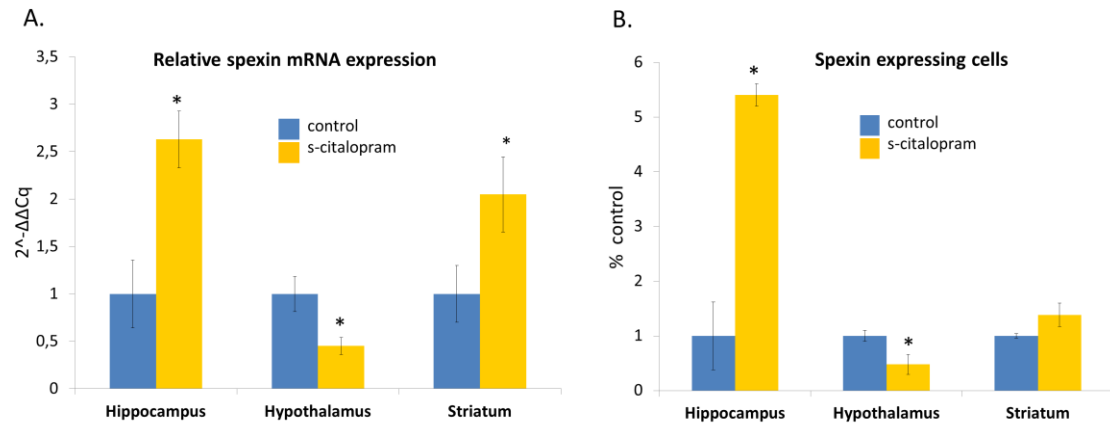 A.
Relative spexin mRNA expression
3,5
3
2,5
2
1,5
1
0,5
0
2^-ΔΔCq
*
*
*
control
s-citalopram
Hippocampus
Hypothalamus
Striatum
B.
Spexin expressing cells
6
5
4
3
2
1
0
% control
*
*
control
s-citalopram
Hippocampus
Hypothalamus
Striatum